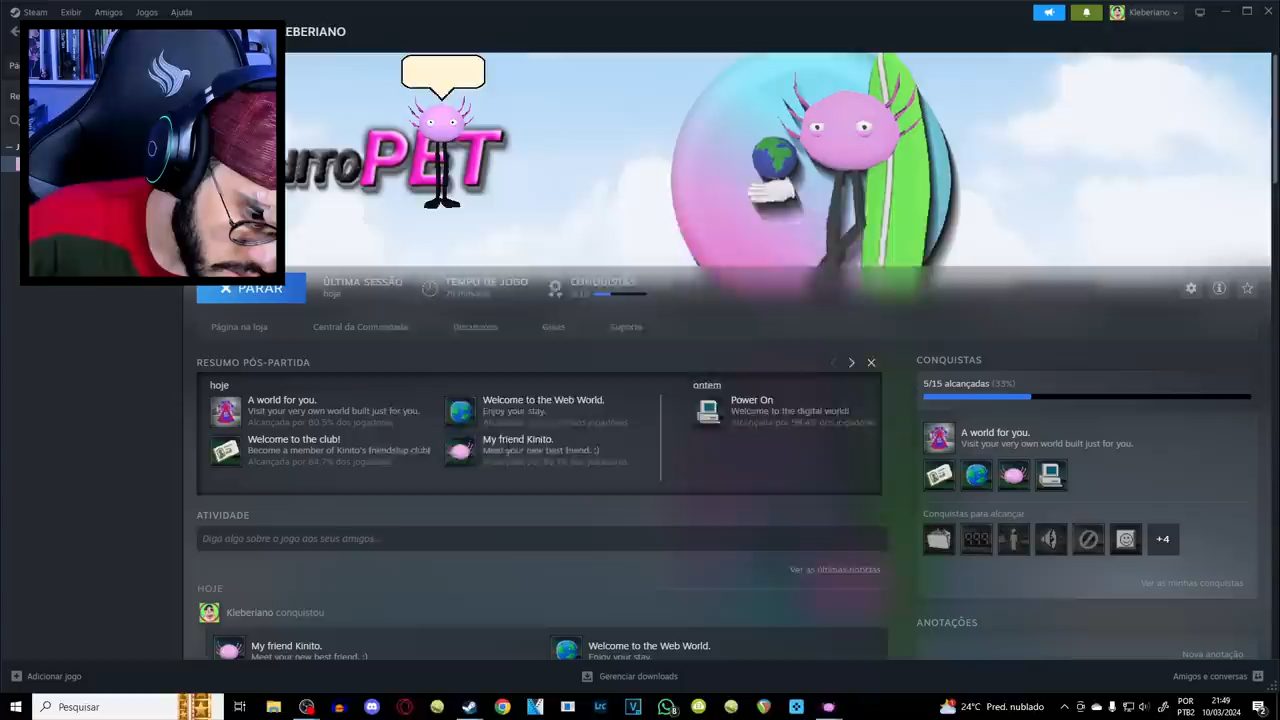 Steam Exibir Amigos Jogos Ajuda
Kleberiano
KLEBERIANO
PET
PARAR
ÚLTIMA SESSÃO
hoje
TEMPO DE JOGO
CONQUISTAS
Página na loja Central da Comunidade Discussões Guias Suporte
RESUMO PÓS-PARTIDA
hoje
A world for you.
Visit your very own world built just for you.
Alcançada por 60.5% dos jogadores
Welcome to the Web World.
Enjoy your stay.
Welcome to the club!
Become a member of Kinito's friendship club!
Alcançada por 64.7% dos jogadores
My friend Kinito.
Meet your new best friend. :)
ontem
Power On
Welcome to the digital world!
CONQUISTAS
5/15 alcançadas (33%)
A world for you.
Visit your very own world built just for you.
Conquistas para alcançar
+4
Ver as minhas conquistas
ATIVIDADE
Diga algo sobre o jogo aos seus amigos...
Ver as últimas notícias
HOJE
Kleberiano conquistou
My friend Kinito.
Meet your new best friend. :)
Welcome to the Web World.
Enjoy your stay.
ANOTAÇÕES
Nova anotação
Adicionar jogo
Gerenciar downloads
Amigos e conversas
Pesquisar
24°C Pred. nublado
POR
PTB2
21:49
10/03/2024